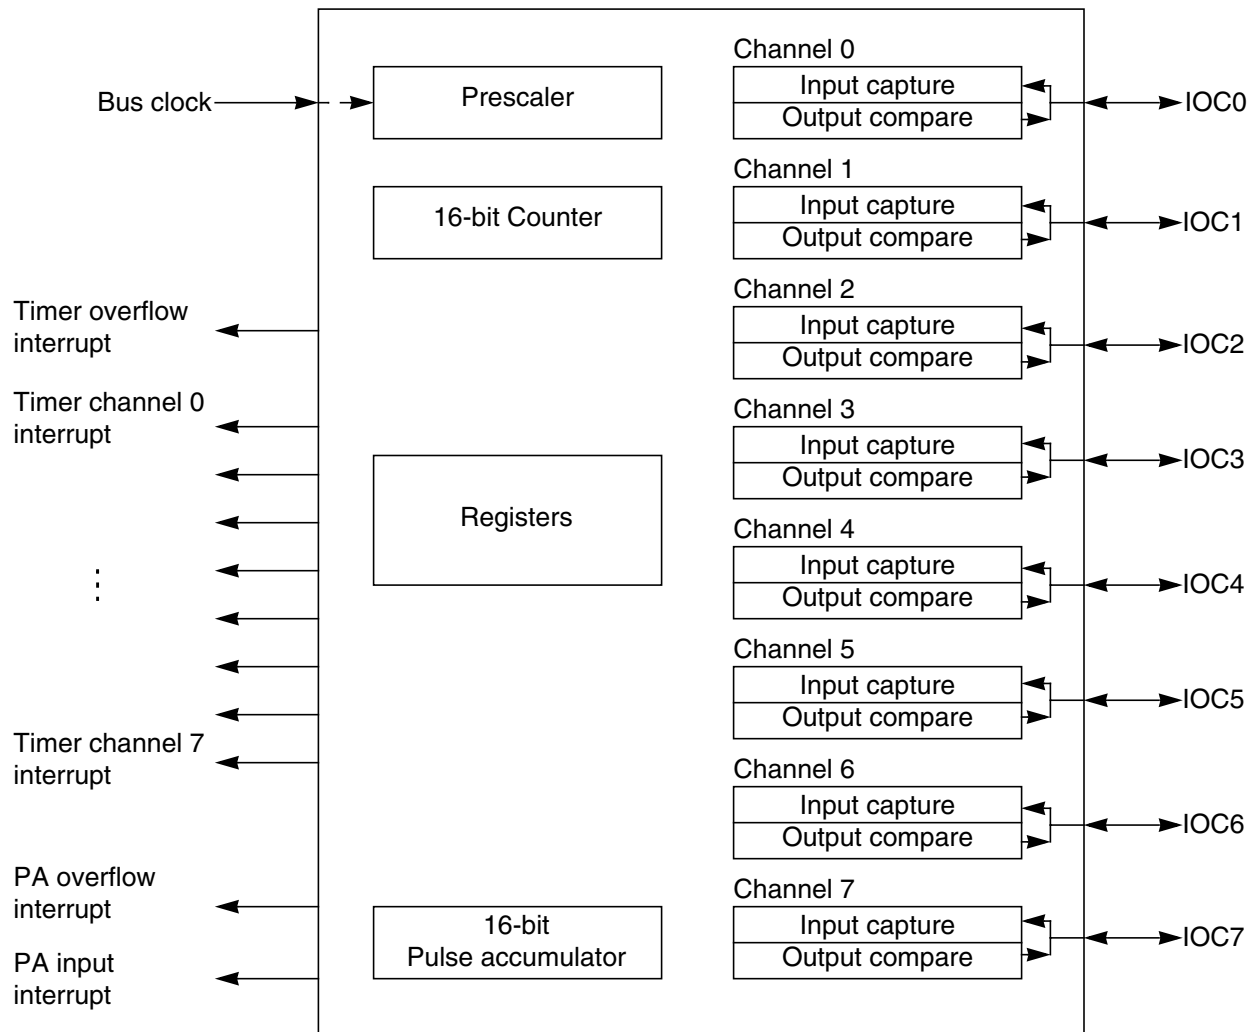 Bus clock
Prescaler
16-bit Counter
Timer overflow
interrupt
Timer channel 0
interrupt
Registers
Timer channel 7
interrupt
PA overflow
interrupt
PA input
interrupt
16-bit
Pulse accumulator
Channel 0
Input capture
Output compare
IOC0
Channel 1
Input capture
Output compare
IOC1
Channel 2
Input capture
Output compare
IOC2
Channel 3
Input capture
Output compare
IOC3
Channel 4
Input capture
Output compare
IOC4
Channel 5
Input capture
Output compare
IOC5
Channel 6
Input capture
Output compare
IOC6
Channel 7
Input capture
Output compare
IOC7